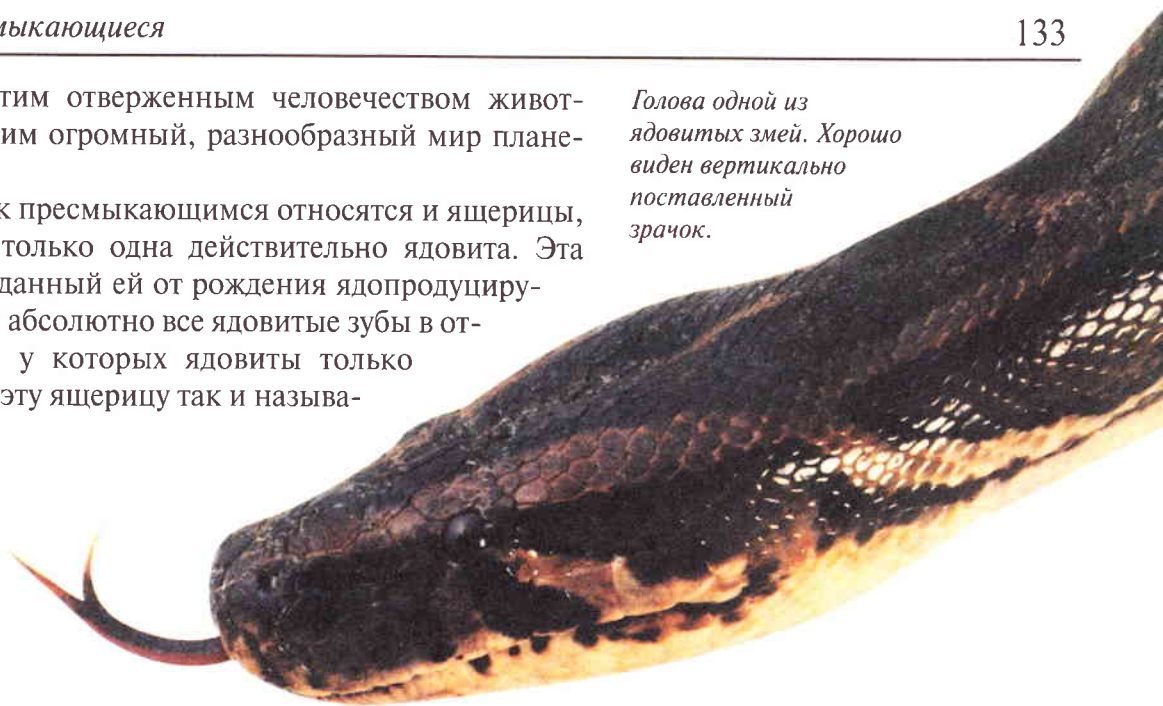 мыкающиеся
133
тим отверженным человечеством живот-
им огромный, разнообразный мир плане-
к пресмыкающимся относятся и ящерицы,
только одна действительно ядовита. Эта
данный ей от рождения ядопродуциру-
абсолютно все ядовитые зубы в от-
у которых ядовиты только
эту ящерицу так и называ-
Голова одной из
ядовитых змей. Хорошо
виден вертикально
поставленный
зрачок.